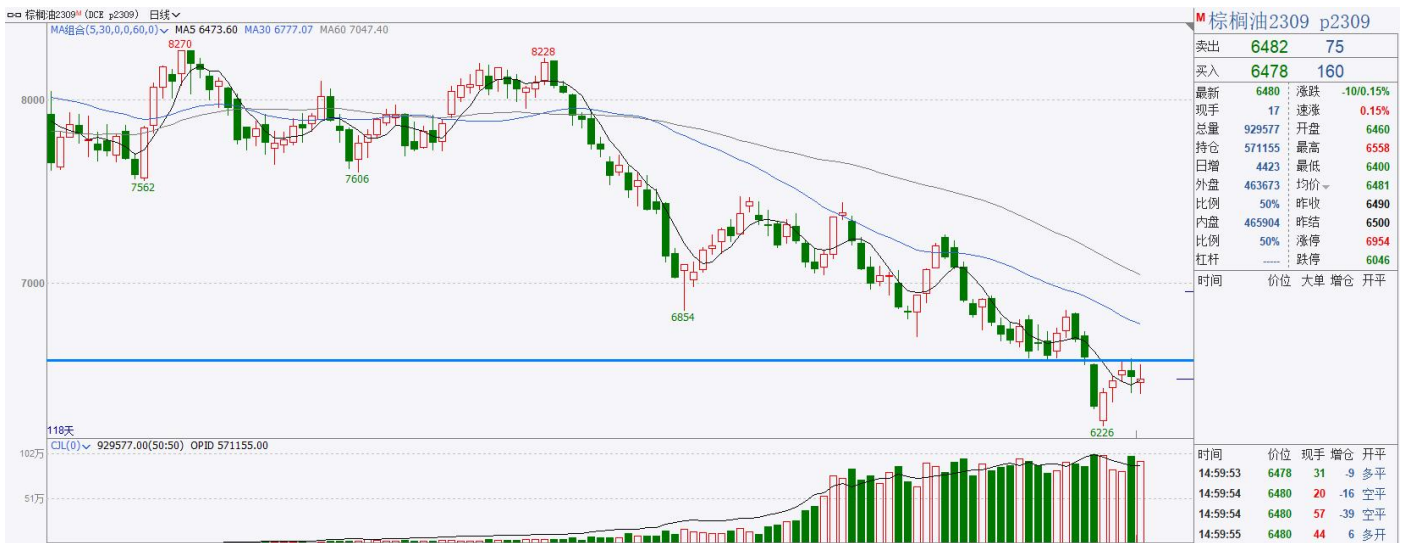 棕榈油2309M (DCE p2309) 日线
MA组合(5,30,0,0,60,0) MA5 6473.60 MA30 6777.07 MA60 7047.40
8270
8228
8000
7562
7606
7000
6854
6226
118天
CJL(0) 929577.00(50:50) OPID 571155.00
102万
51万
M 棕榈油2309 p2309
卖出 6482 75
买入 6478 160
最新 6480 涨跌 -10/0.15%
现手 17 速涨 0.15%
总量 929577 开盘 6460
持仓 571155 最高 6558
日增 4423 最低 6400
外盘 463673 均价 6481
比例 50% 昨收 6490
内盘 465904 昨结 6500
比例 50% 涨停 6954
杠杆 ----- 跌停 6046
时间 价位 大单 增仓 开平
时间 价位 现手 增仓 开平
14:59:53 6478 31 -9 多平
14:59:54 6480 20 -16 空平
14:59:54 6480 57 -39 空平
14:59:55 6480 44 6 多开